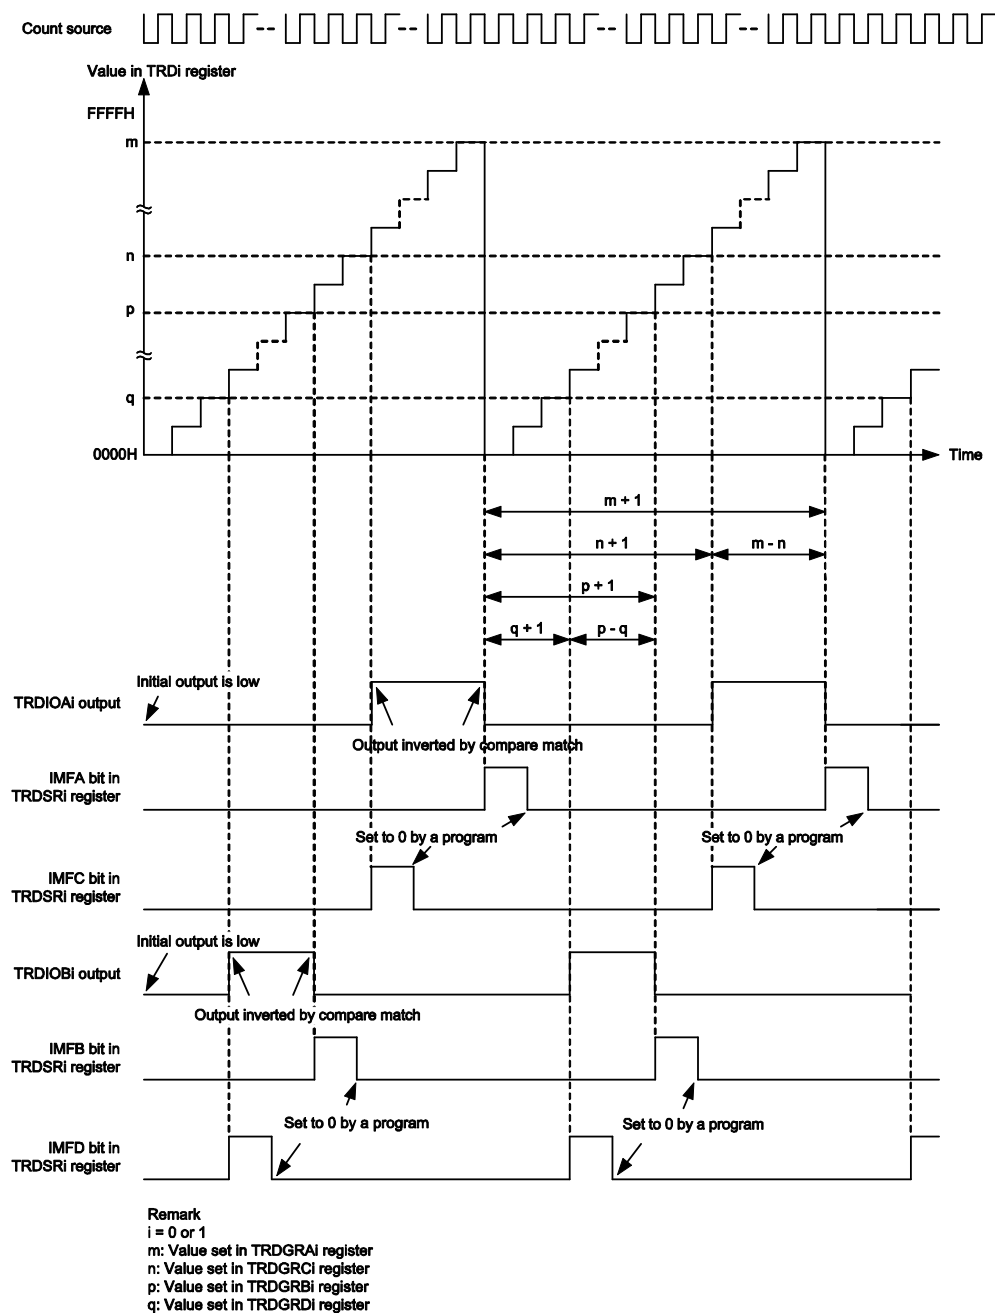 Count source
Value in TRDi register
FFFFH
m
n
p
q
0000H
Time
m + 1
n + 1
m - n
p + 1
q + 1
p - q
Initial output is low
TRDIOAi output
Output inverted by compare match
IMFA bit in
TRDSRi register
Set to 0 by a program
Set to 0 by a program
IMFC bit in
TRDSRi register
Initial output is low
TRDIOBi output
Output inverted by compare match
IMFB bit in
TRDSRi register
Set to 0 by a program
Set to 0 by a program
IMFD bit in
TRDSRi register
Remark
i = 0 or 1
m: Value set in TRDGRAi register
n: Value set in TRDGRCi register
p: Value set in TRDGRBi register
q: Value set in TRDGRDi register